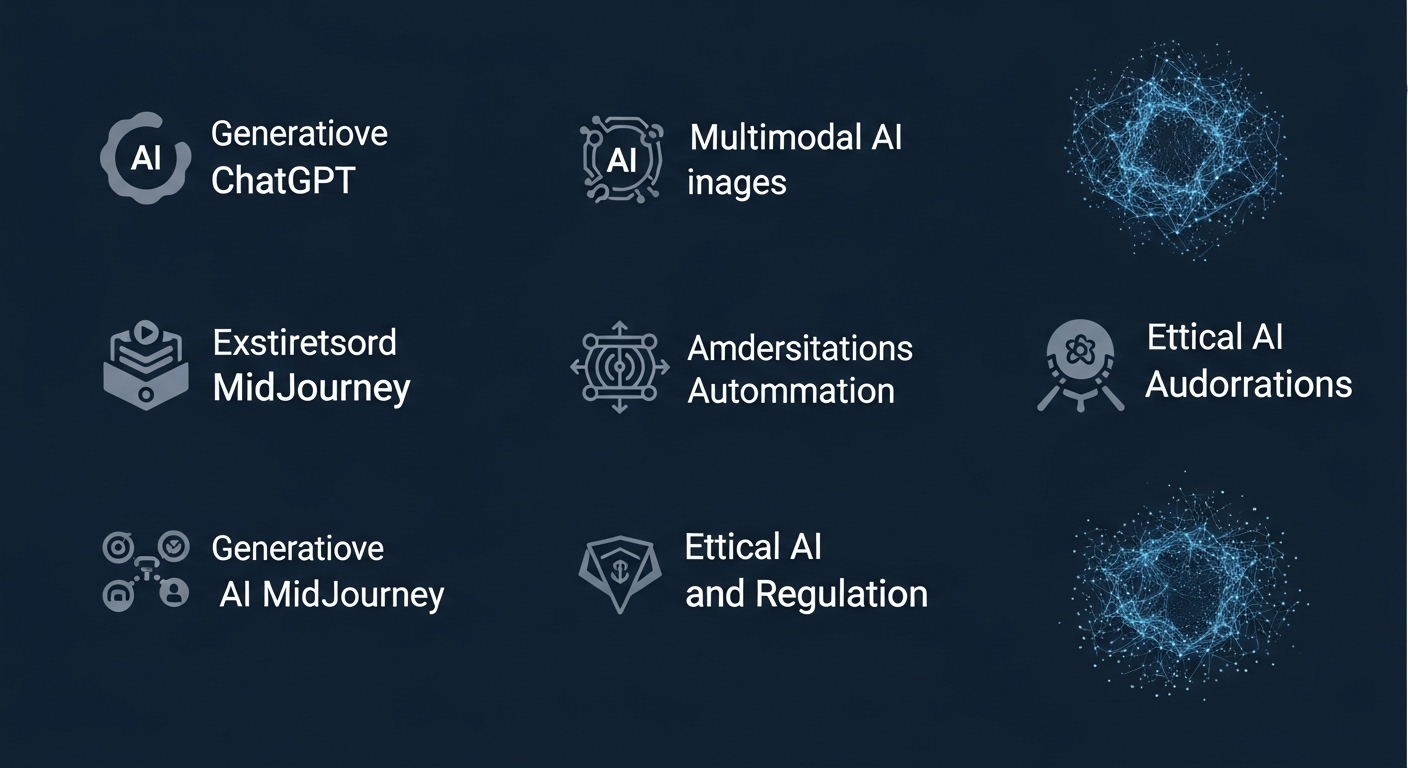 AI
Generatiove
ChatGPT
AI
Multimodal AI
inages
Exstiretsord
MidJourney
Amdersitations
Autommation
Ettical AI
Audorrations
Generatiove
AI MidJourney
Ettical AI
and Regulation